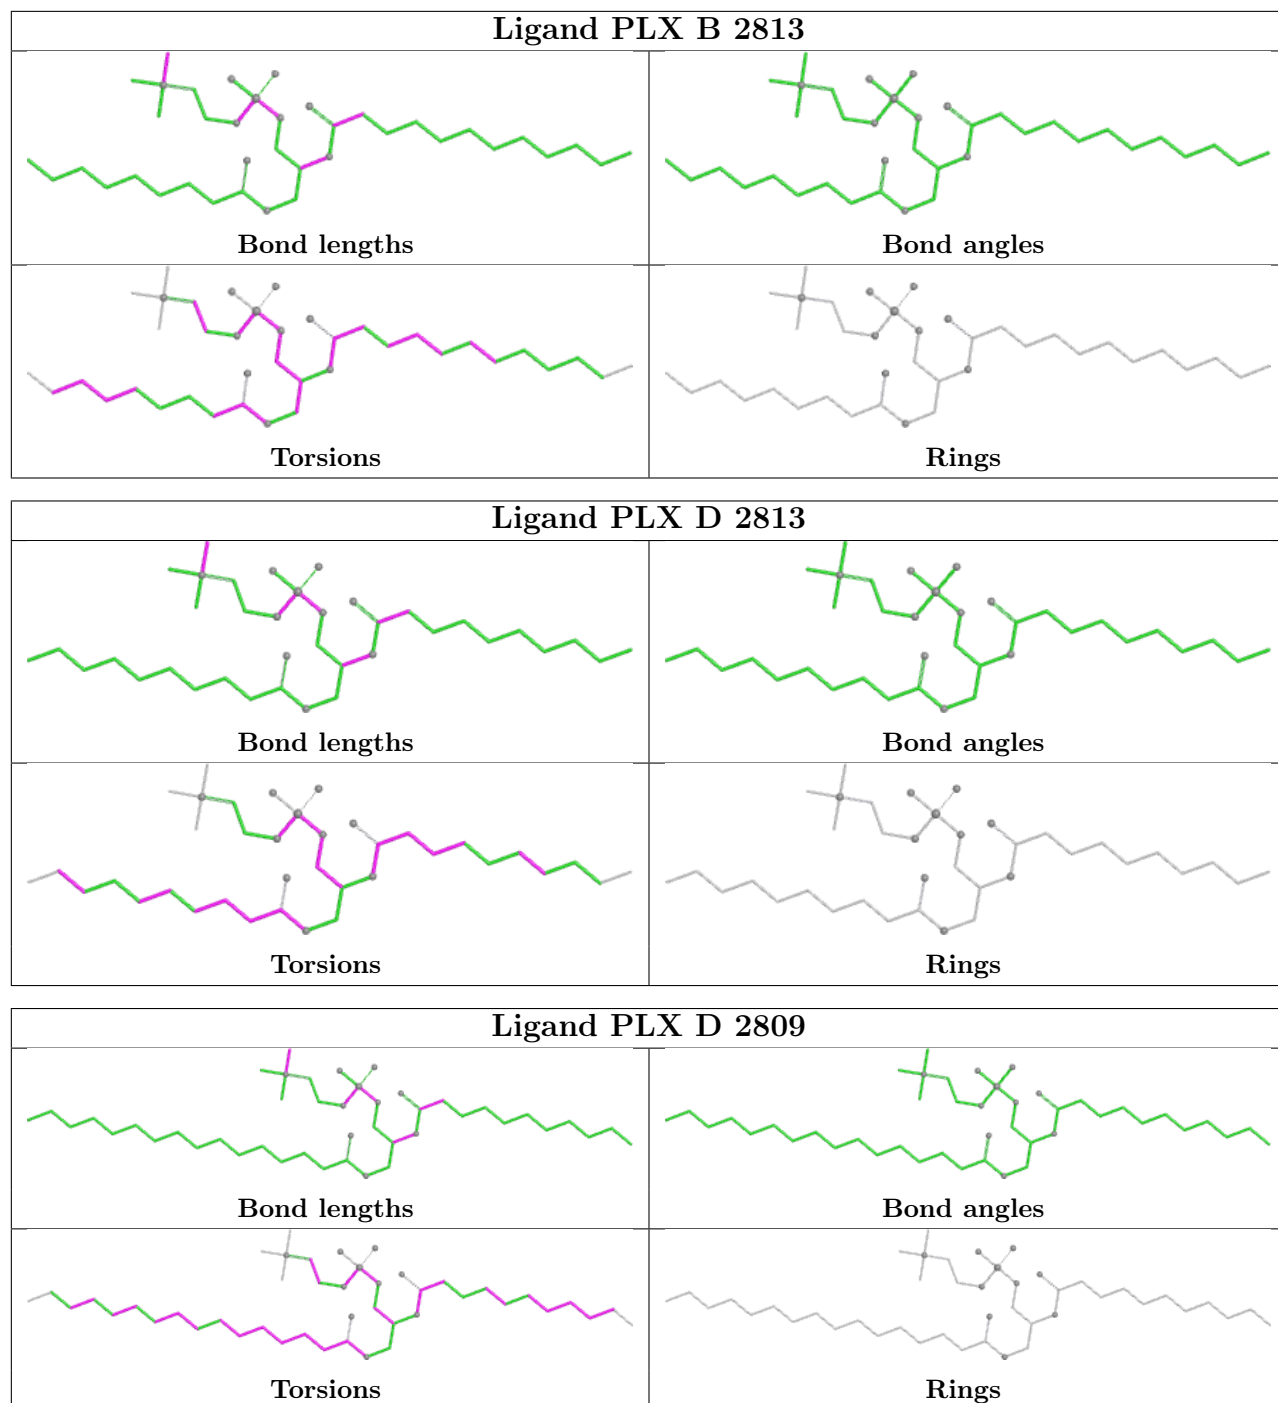 Ligand PLX B 2813
Bond lengths
Bond angles
Torsions
Rings
Ligand PLX D 2813
Bond lengths
Bond angles
Torsions
Rings
Ligand PLX D 2809
Bond lengths
Bond angles
Torsions
Rings